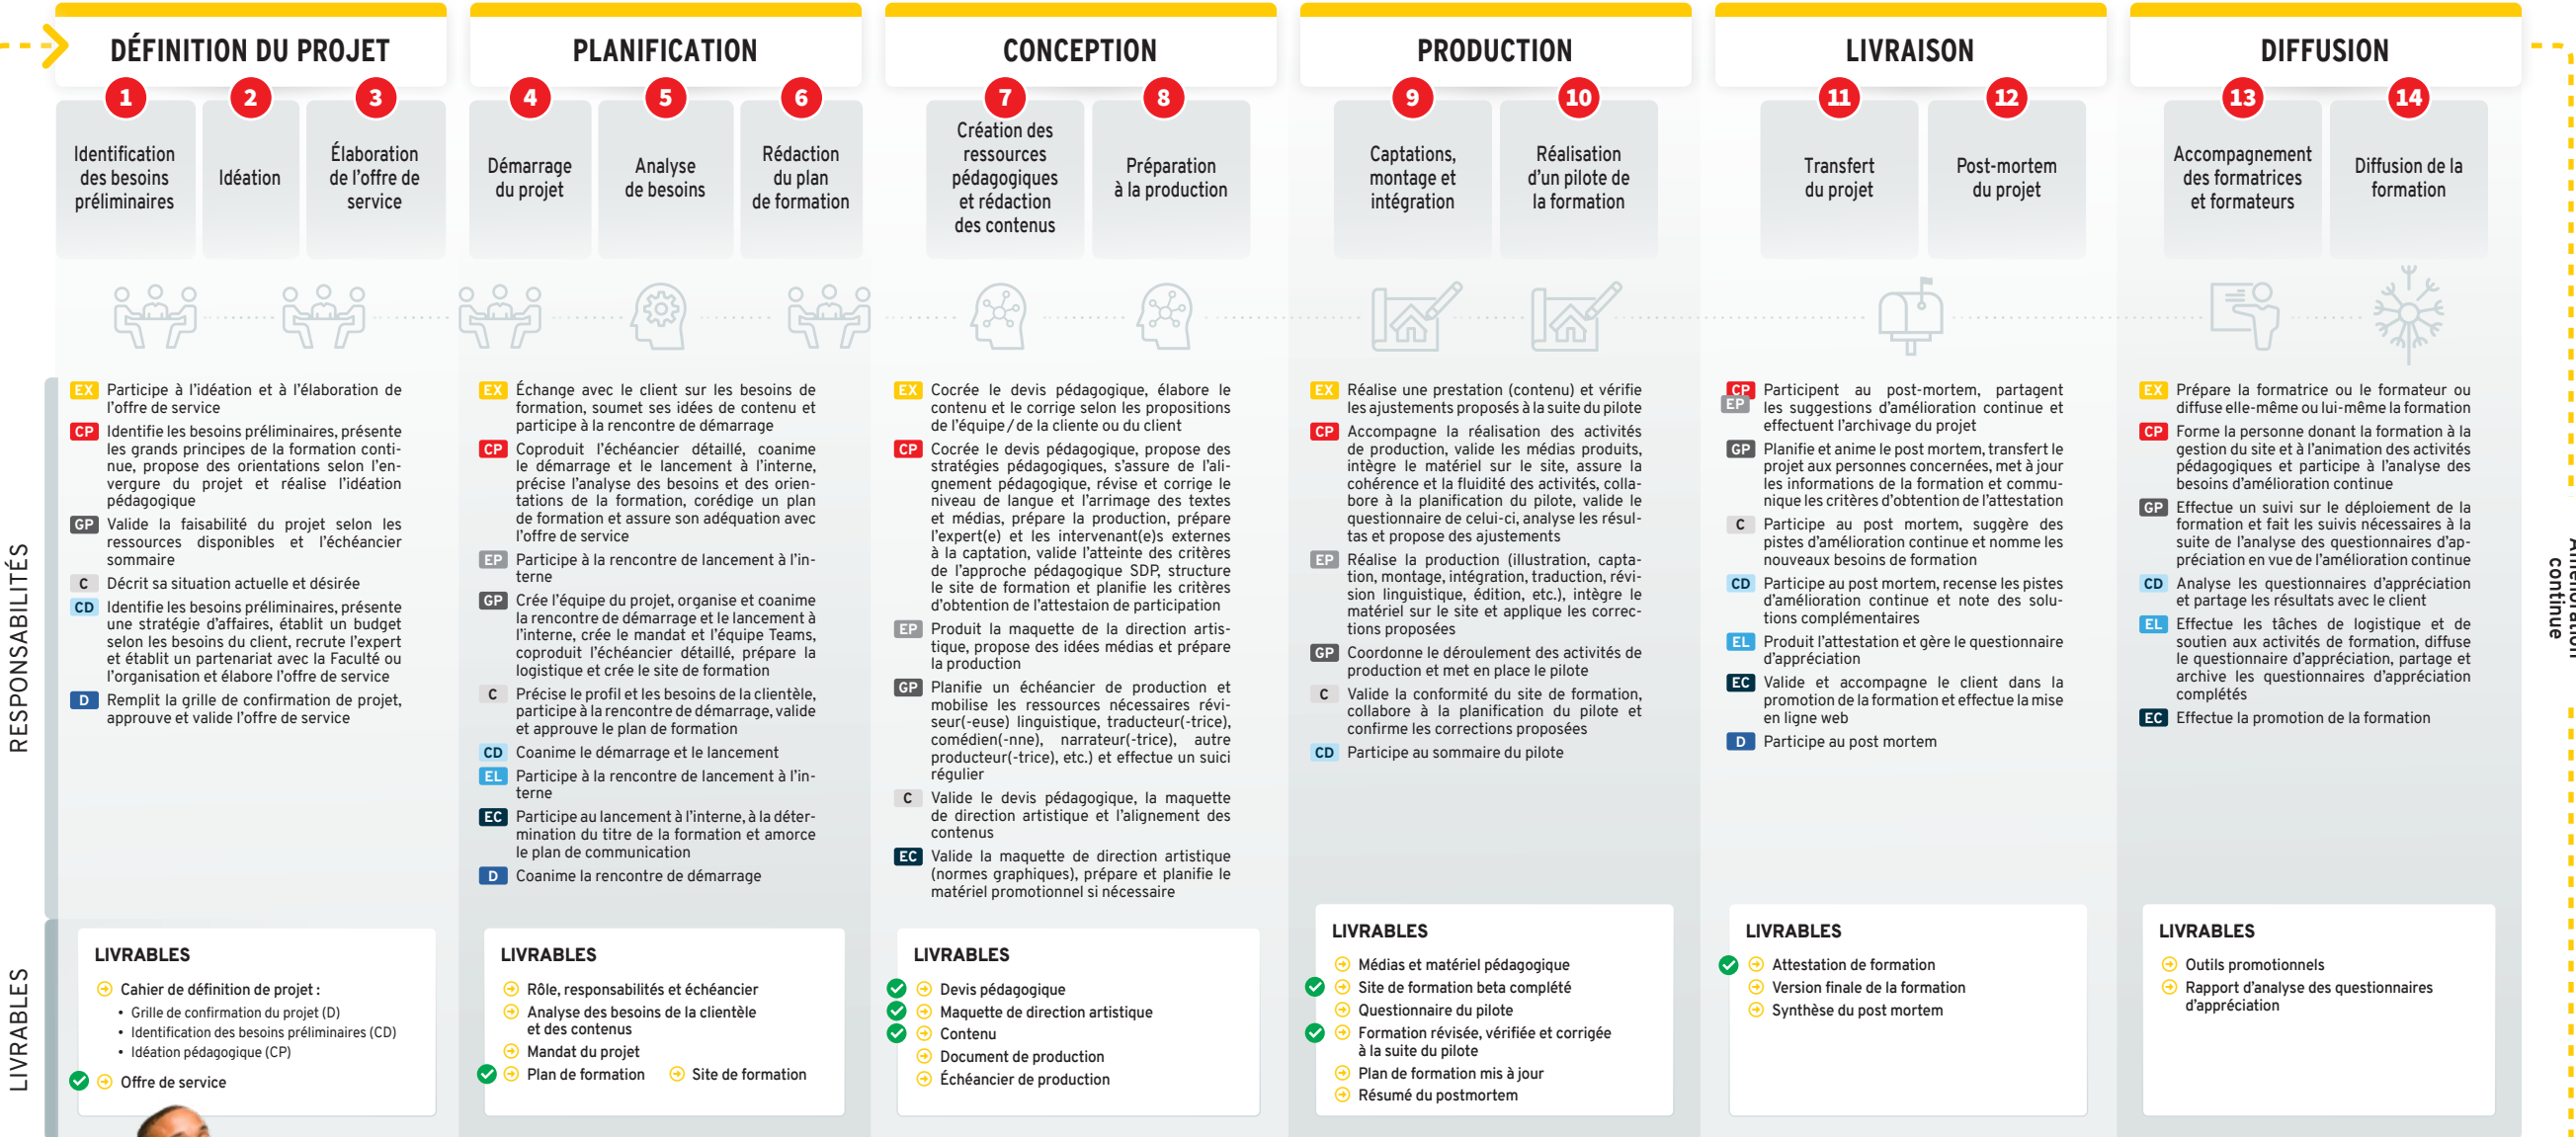 DÉFINITION DU PROJET
1
2
3
Identification
des besoins
préliminaires
Idéation
Élaboration
de l'offre de
service
PLANIFICATION
4
5
6
Démarrage
du projet
Analyse
de besoins
Rédaction
du plan
de formation
CONCEPTION
7
8
Création des
ressources
pédagogiques
et rédaction
des contenus
Préparation
à la production
PRODUCTION
9
10
Captations,
montage et
intégration
Réalisation
d'un pilote de
la formation
LIVRAISON
11
12
Transfert
du projet
Post-mortem
du projet
DIFFUSION
13
14
Accompagnement
des formatrices
et formateurs
Diffusion de la
formation
RESPONSABILITÉS
EX Participe à l'idéation et à l'élaboration de
l'offre de service
CP Identifie les besoins préliminaires, présente
les grands principes de la formation conti-
nue, propose des orientations selon l'en-
vergure du projet et réalise l'idéation
pédagogique
GP Valide la faisabilité du projet selon les
ressources disponibles et l'échéancier
sommaire
C Décrit sa situation actuelle et désirée
CD Identifie les besoins préliminaires, présente
une stratégie d'affaires, établit un budget
selon les besoins du client, recrute l'expert
et établit un partenariat avec la Faculté ou
l'organisation et élabore l'offre de service
D Remplit la grille de confirmation de projet,
approuve et valide l'offre de service
EX Échange avec le client sur les besoins de
formation, soumet ses idées de contenu et
participe à la rencontre de démarrage
CP Coproduit l'échéancier détaillé, coanime
le démarrage et le lancement à l'interne,
précise l'analyse des besoins et des orien-
tations de la formation, corédige un plan
de formation et assure son adéquation avec
l'offre de service
EP Participe à la rencontre de lancement à l'in-
terne
GP Crée l'équipe du projet, organise et coanime
la rencontre de démarrage et le lancement à
l'interne, crée le mandat et l'équipe Teams,
coproduit l'échéancier détaillé, prépare la
logistique et crée le site de formation
C Précise le profil et les besoins de la clientèle,
participe à la rencontre de démarrage, valide
et approuve le plan de formation
CD Coanime le démarrage et le lancement
EL Participe à la rencontre de lancement à l'in-
terne
EC Participe au lancement à l'interne, à la déter-
mination du titre de la formation et amorce
le plan de communication
D Coanime la rencontre de démarrage
EX Cocrée le devis pédagogique, élabore le
contenu et le corrige selon les propositions
de l'équipe/de la cliente ou du client
CP Cocrée le devis pédagogique, propose des
stratégies pédagogiques, s'assure de l'ali-
gnement pédagogique, révise et corrige le
niveau de langue et l'arrimage des textes
et médias, prépare la production, prépare
l'expert(e) et les intervenant(e)s externes
à la captation, valide l'atteinte des critères
de l'approche pédagogique SDP, structure
le site de formation et planifie les critères
d'obtention de l'attestaion de participation
EP Produit la maquette de la direction artis-
tique, propose des idées médias et prépare
la production
GP Planifie un échéancier de production et
mobilise les ressources nécessaires révi-
seur(-euse) linguistique, traducteur(-trice),
comédien(-nne), narrateur(-trice), autre
producteur(-trice), etc.) et effectue un suici
régulier
C Valide le devis pédagogique, la maquette
de direction artistique et l'alignement des
contenus
EC Valide la maquette de direction artistique
(normes graphiques), prépare et planifie le
matériel promotionnel si nécessaire
EX Réalise une prestation (contenu) et vérifie
les ajustements proposés à la suite du pilote
CP Accompagne la réalisation des activités
de production, valide les médias produits,
intègre le matériel sur le site, assure la
cohérence et la fluidité des activités, colla-
bore à la planification du pilote, valide le
questionnaire de celui-ci, analyse les résul-
tas et propose des ajustements
EP Réalise la production (illustration, capta-
tion, montage, intégration, traduction, révi-
sion linguistique, édition, etc.), intègre le
matériel sur le site et applique les correc-
tions proposées
GP Coordonne le déroulement des activités de
production et met en place le pilote
C Valide la conformité du site de formation,
collabore à la planification du pilote et
confirme les corrections proposées
CD Participe au sommaire du pilote
CP Participent au post-mortem, partagent
EP les suggestions d'amélioration continue et
effectuent l'archivage du projet
GP Planifie et anime le post mortem, transfert le
projet aux personnes concernées, met à jour
les informations de la formation et commu-
nique les critères d'obtention de l'attestation
C Participe au post mortem, suggère des
pistes d'amélioration continue et nomme les
nouveaux besoins de formation
CD Participe au post mortem, recense les pistes
d'amélioration continue et note des solu-
tions complémentaires
EL Produit l'attestation et gère le questionnaire
d'appréciation
EC Valide et accompagne le client dans la
promotion de la formation et effectue la mise
en ligne web
D Participe au post mortem
EX Prépare la formatrice ou le formateur ou
diffuse elle-même ou lui-même la formation
CP Forme la personne donant la formation à la
gestion du site et à l'animation des activités
pédagogiques et participe à l'analyse des
besoins d'amélioration continue
GP Effectue un suivi sur le déploiement de la
formation et fait les suivis nécessaires à la
suite de l'analyse des questionnaires d'ap-
préciation en vue de l'amélioration continue
CD Analyse les questionnaires d'appréciation
et partage les résultats avec le client
EL Effectue les tâches de logistique et de
soutien aux activités de formation, diffuse
le questionnaire d'appréciation, partage et
archive les questionnaires d'appréciation
complétés
EC Effectue la promotion de la formation
Amélioration
continue
LIVRABLES
LIVRABLES
Cahier de définition de projet :
• Grille de confirmation du projet (D)
• Identification des besoins préliminaires (CD)
• Idéation pédagogique (CP)
Offre de service
LIVRABLES
Rôle, responsabilités et échéancier
Analyse des besoins de la clientèle
et des contenus
Mandat du projet
Plan de formation Site de formation
LIVRABLES
Devis pédagogique
Maquette de direction artistique
Contenu
Document de production
Échéancier de production
LIVRABLES
Médias et matériel pédagogique
Site de formation beta complété
Questionnaire du pilote
Formation révisée, vérifiée et corrigée
à la suite du pilote
Plan de formation mis à jour
Résumé du postmortem
LIVRABLES
Attestation de formation
Version finale de la formation
Synthèse du post mortem
LIVRABLES
Outils promotionnels
Rapport d'analyse des questionnaires
d'appréciation